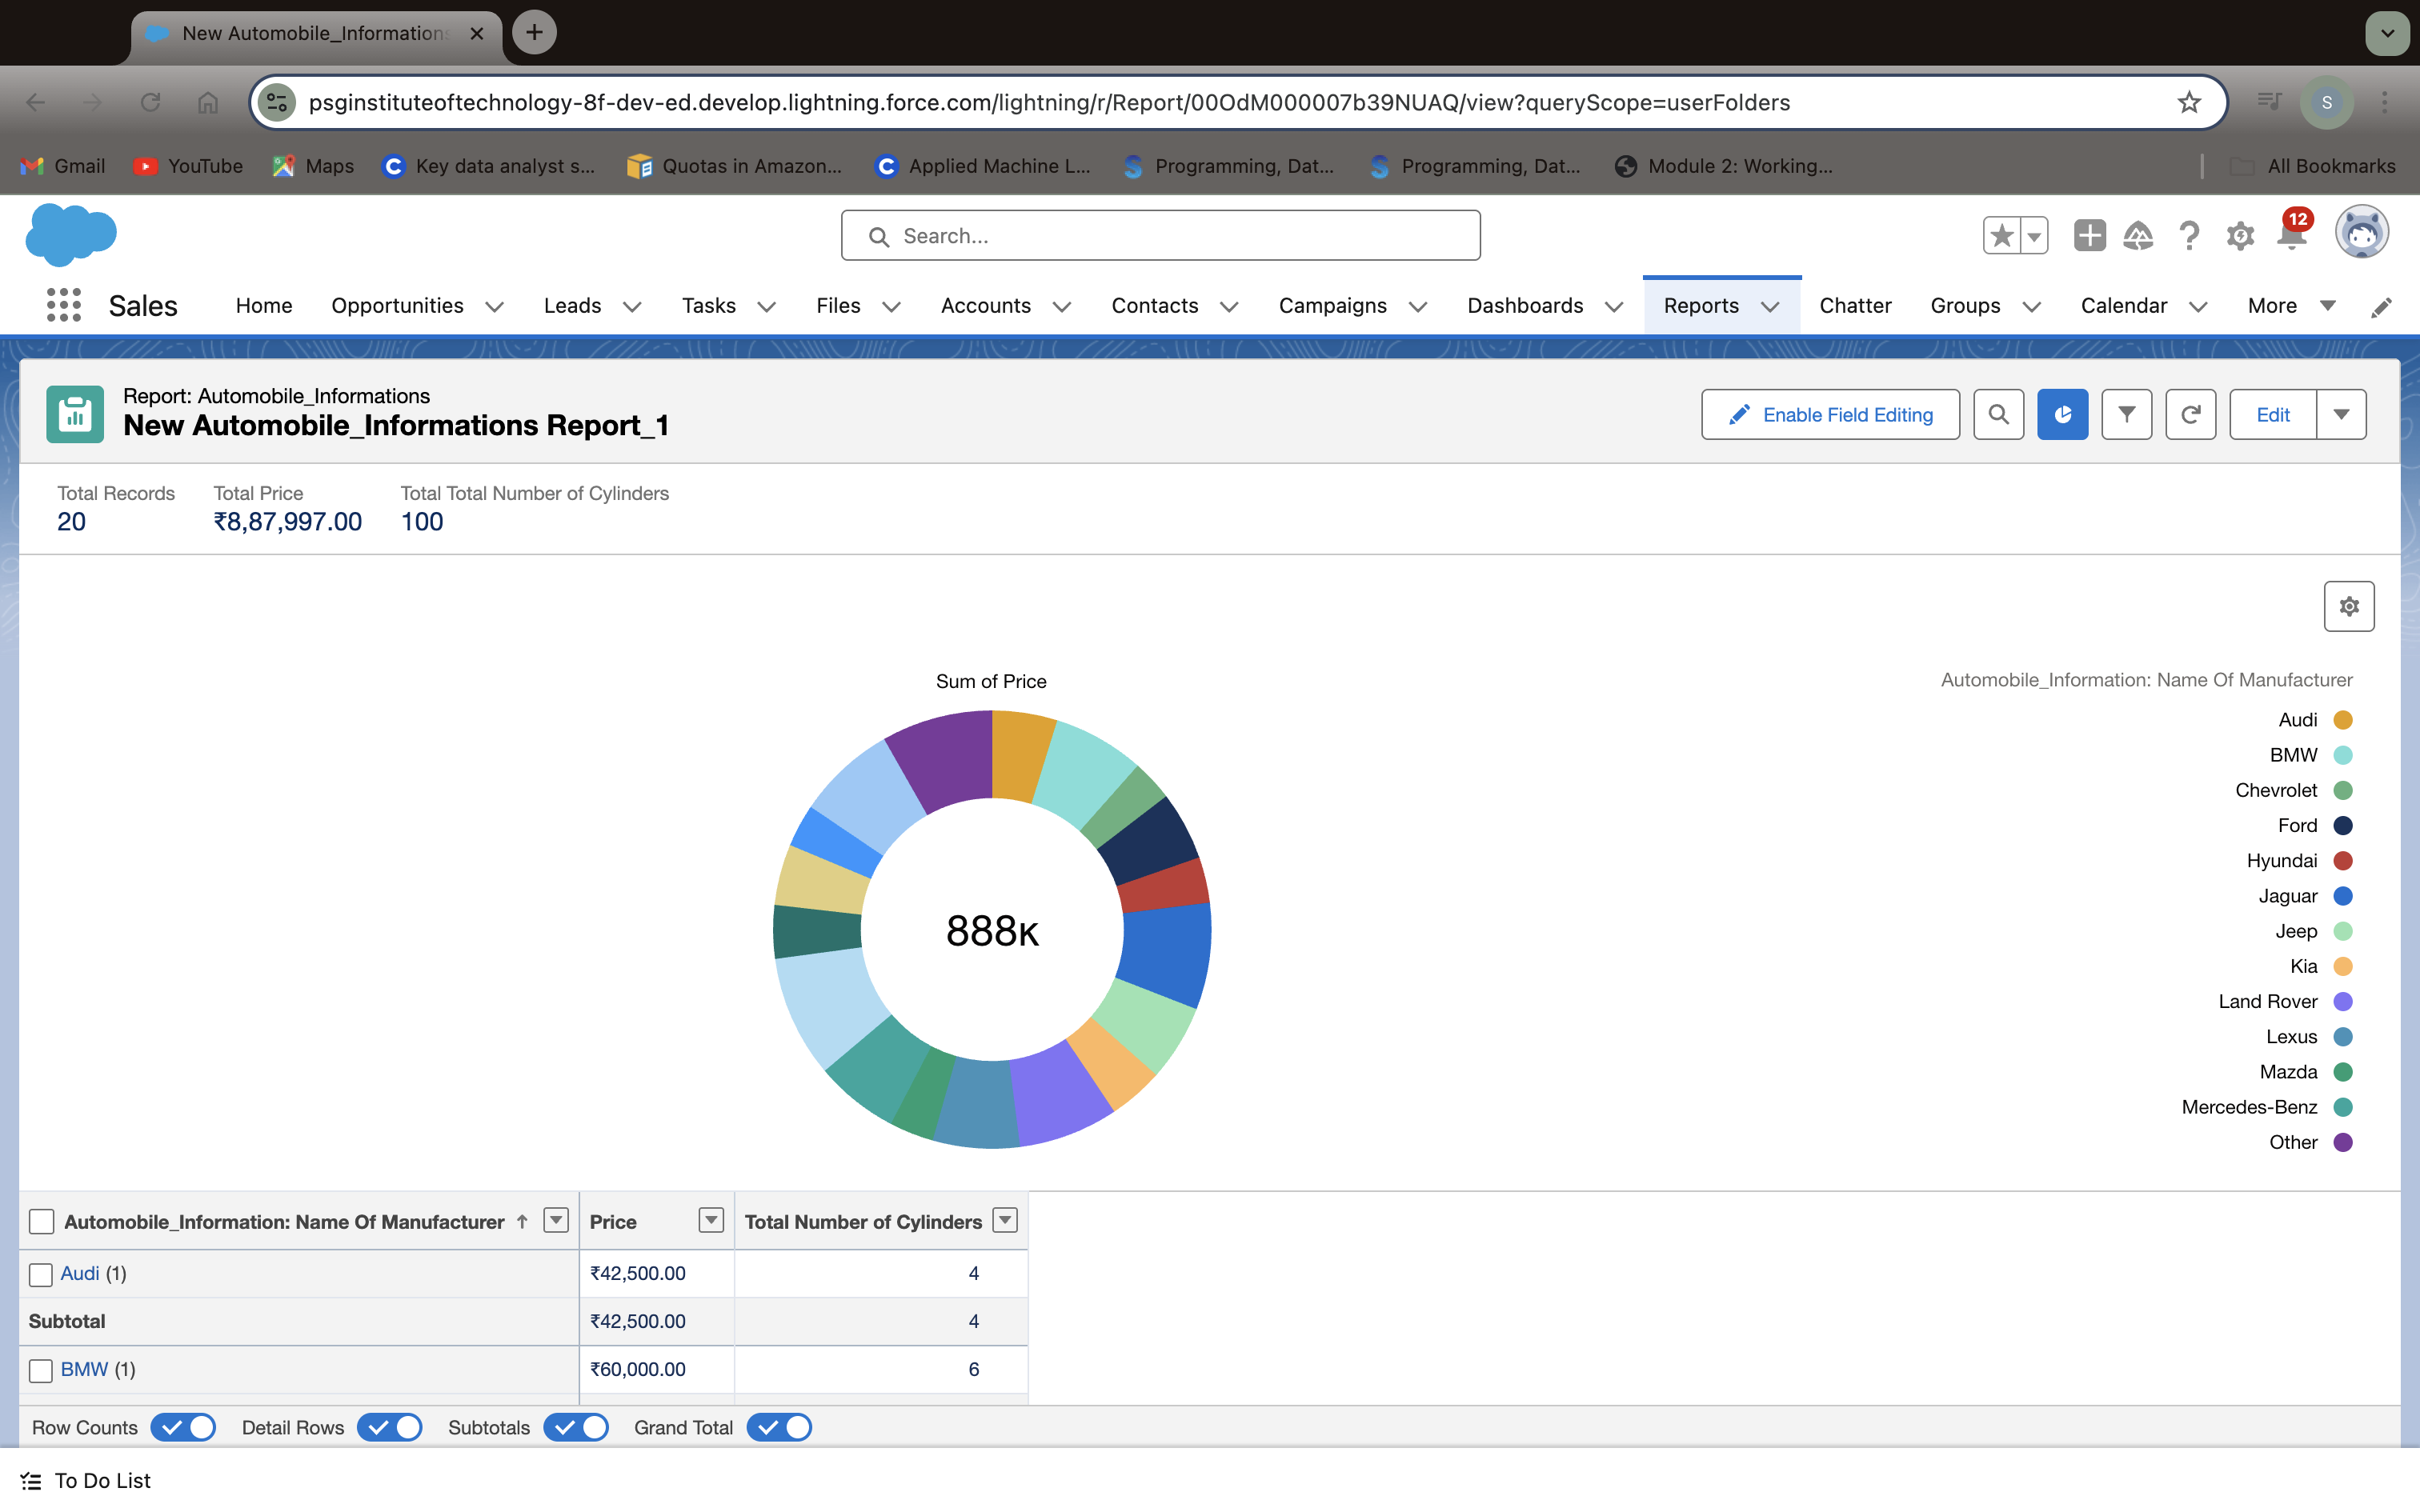 New Automobile_Informations
psginstituteoftechnology-8f-dev-ed.develop.lightning.force.com/lightning/r/Report/00OdM000007b39NUAQ/view?queryScope=userFolders
S
Gmail
YouTube
Maps
Key data analyst s...
Quotas in Amazon...
Applied Machine L...
Programming, Dat...
Programming, Dat...
Module 2: Working...
All Bookmarks
Search...
12
Sales
Home
Opportunities
Leads
Tasks
Files
Accounts
Contacts
Campaigns
Dashboards
Reports
Chatter
Groups
Calendar
More
Report: Automobile_Informations
New Automobile_Informations Report_1
Enable Field Editing
Edit
Total Records
20
Total Price
₹8,87,997.00
Total Total Number of Cylinders
100
Sum of Price
888K
Automobile_Information: Name Of Manufacturer
Audi
BMW
Chevrolet
Ford
Hyundai
Jaguar
Jeep
Kia
Land Rover
Lexus
Mazda
Mercedes-Benz
Other
Automobile_Information: Name Of Manufacturer ↑ Price Total Number of Cylinders
Audi (1) ₹42,500.00 4
Subtotal ₹42,500.00 4
BMW (1) ₹60,000.00 6
Row Counts Detail Rows Subtotals Grand Total
To Do List